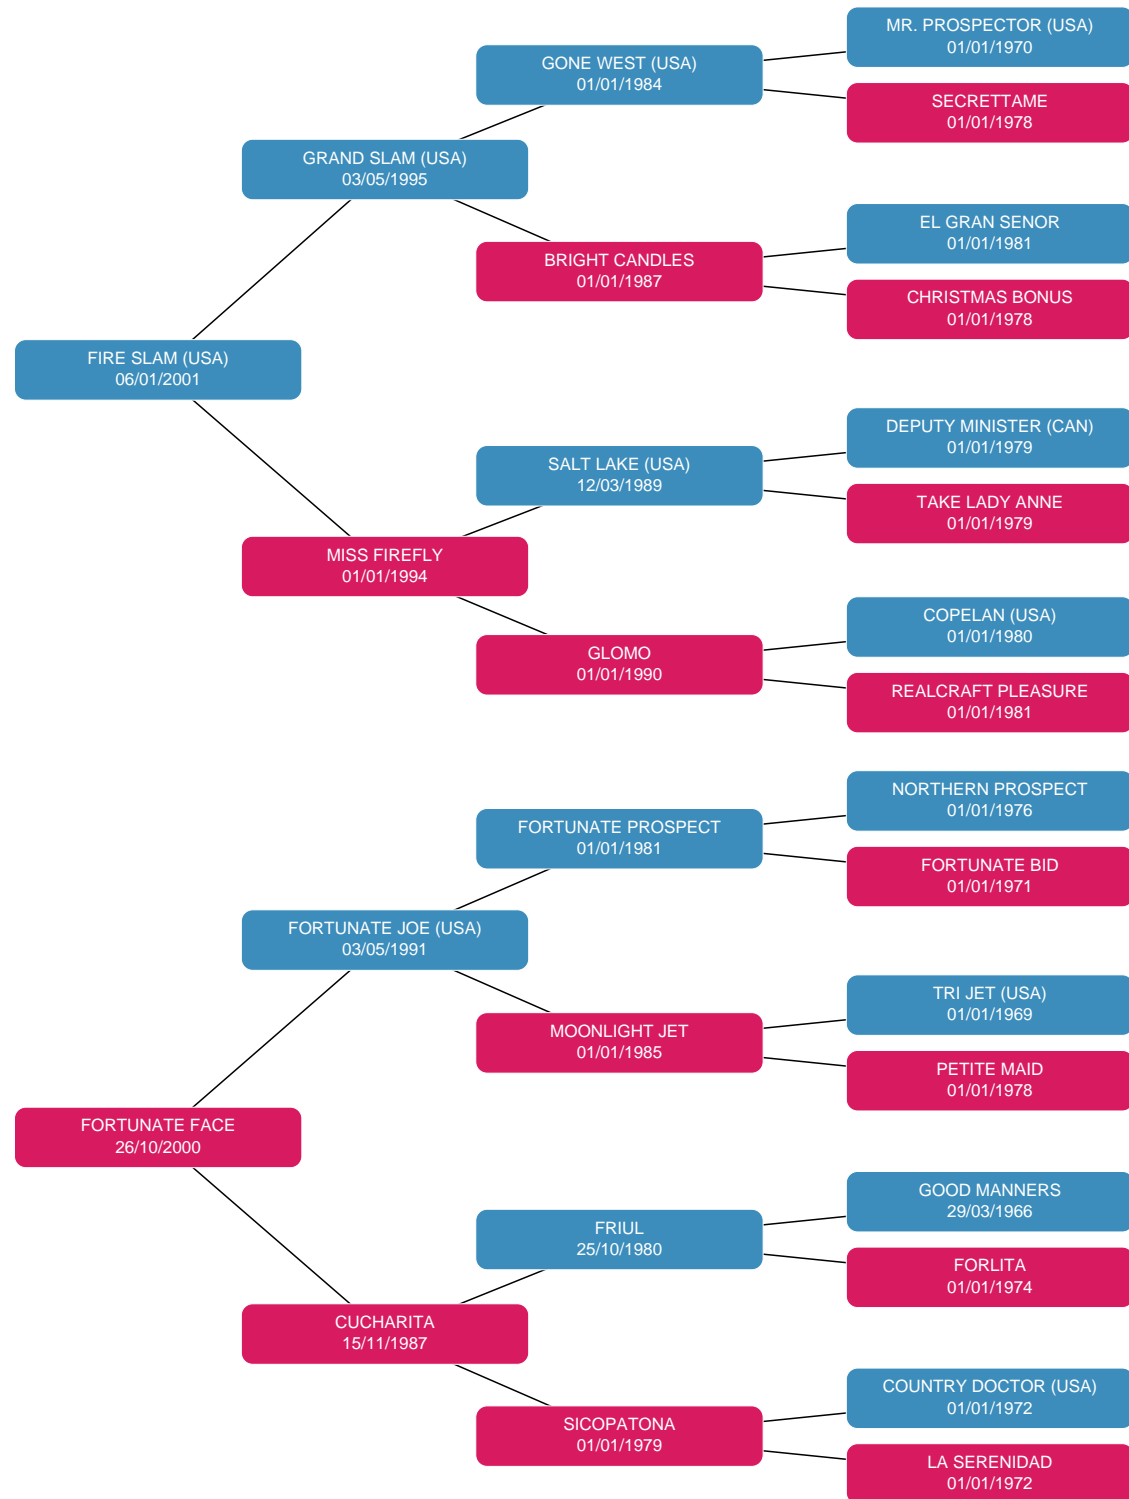 MR. PROSPECTOR (USA)
01/01/1970
GONE WEST (USA)
01/01/1984
SECRETTAME
01/01/1978
GRAND SLAM (USA)
03/05/1995
EL GRAN SENOR
01/01/1981
BRIGHT CANDLES
01/01/1987
CHRISTMAS BONUS
01/01/1978
FIRE SLAM (USA)
06/01/2001
DEPUTY MINISTER (CAN)
01/01/1979
SALT LAKE (USA)
12/03/1989
TAKE LADY ANNE
01/01/1979
MISS FIREFLY
01/01/1994
COPELAN (USA)
01/01/1980
GLOMO
01/01/1990
REALCRAFT PLEASURE
01/01/1981
NORTHERN PROSPECT
01/01/1976
FORTUNATE PROSPECT
01/01/1981
FORTUNATE BID
01/01/1971
FORTUNATE JOE (USA)
03/05/1991
TRI JET (USA)
01/01/1969
MOONLIGHT JET
01/01/1985
PETITE MAID
01/01/1978
FORTUNATE FACE
26/10/2000
GOOD MANNERS
29/03/1966
FRIUL
25/10/1980
FORLITA
01/01/1974
CUCHARITA
15/11/1987
COUNTRY DOCTOR (USA)
01/01/1972
SICOPATONA
01/01/1979
LA SERENIDAD
01/01/1972